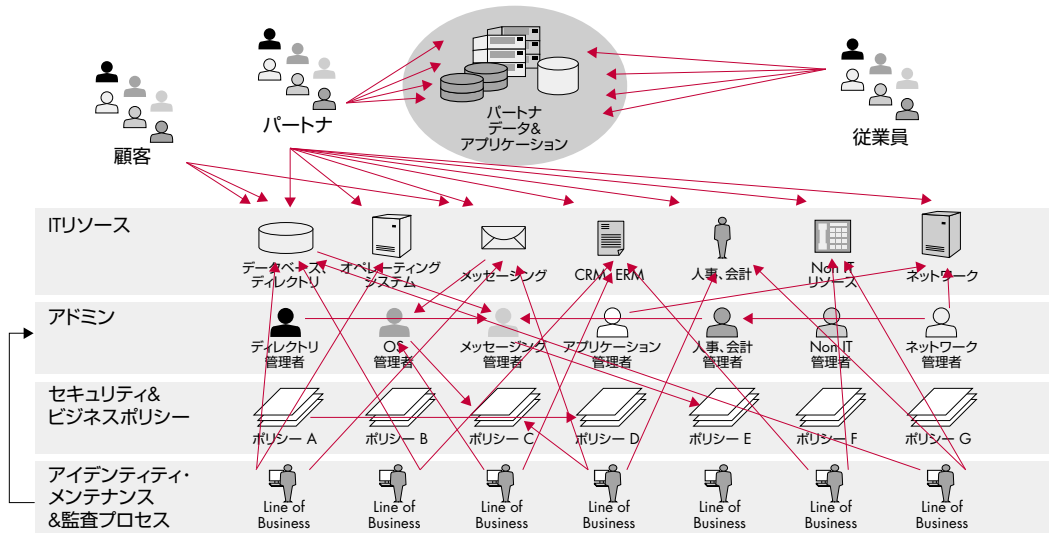 顧客
パートナ
パートナ
データ&
アプリケーション
従業員
ITリソース
データベース、
ディレクトリ
オペレーティング
システム
メッセージング
CRM、ERM
人事、会計
Non IT
リソース
ネットワーク
アドミン
ディレクトリ
管理者
OS
管理者
メッセージング
管理者
アプリケーション
管理者
人事、会計
管理者
Non IT
管理者
ネットワーク
管理者
セキュリティ&
ビジネスポリシー
ポリシー A
ポリシー B
ポリシー C
ポリシー D
ポリシー E
ポリシー F
ポリシー G
アイデンティティ・
メンテナンス
&監査プロセス
Line of
Business
Line of
Business
Line of
Business
Line of
Business
Line of
Business
Line of
Business
Line of
Business